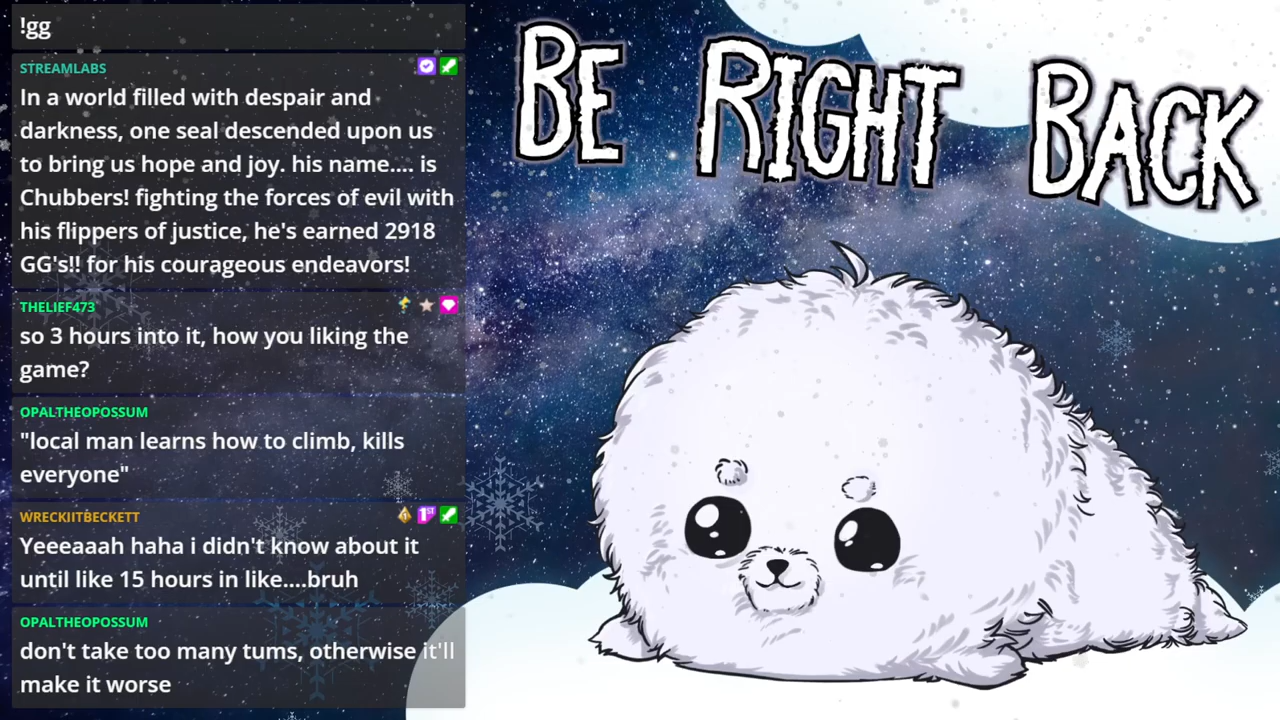 !gg
STREAMLABS
In a world filled with despair and
darkness, one seal descended upon us
to bring us hope and joy. his name.... is
Chubbers! fighting the forces of evil with
his flippers of justice, he's earned 2918
GG's!! for his courageous endeavors!
THELIEF473
so 3 hours into it, how you liking the
game?
OPALTHEOPOSSUM
"local man learns how to climb, kills
everyone"
WRECKIITBECKETT
Yeeeaaah haha i didn't know about it
until like 15 hours in like....bruh
OPALTHEOPOSSUM
don't take too many tums, otherwise it'll
make it worse
BE RIGHT BACK